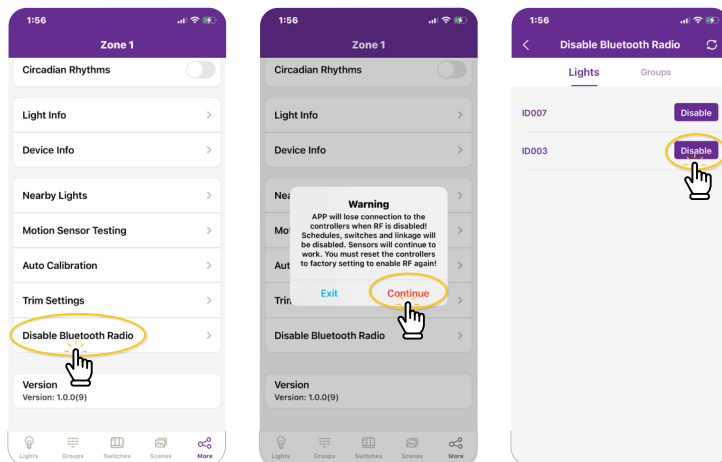 1:56
Zone 1
Circadian Rhythms
Light Info
Device Info
Nearby Lights
Motion Sensor Testing
Auto Calibration
Trim Settings
Disable Bluetooth Radio
Version
Version: 1.0.0(9)
Lights Groups Switches Scenes More
1:56
Zone 1
Circadian Rhythms
Light Info
Device Info
Nea
Mot
Aut
Trin
Warning
APP will lose connection to the
controllers when RF is disabled!
Schedules, switches and linkage will
be disabled. Sensors will continue to
work. You must reset the controllers
to factory setting to enable RF again!
Exit Continue
Disable Bluetooth Radio
Version
Version: 1.0.0(9)
Lights Groups Switches Scenes More
1:56
Disable Bluetooth Radio
Lights Groups
ID007 Disable
ID003 Disable